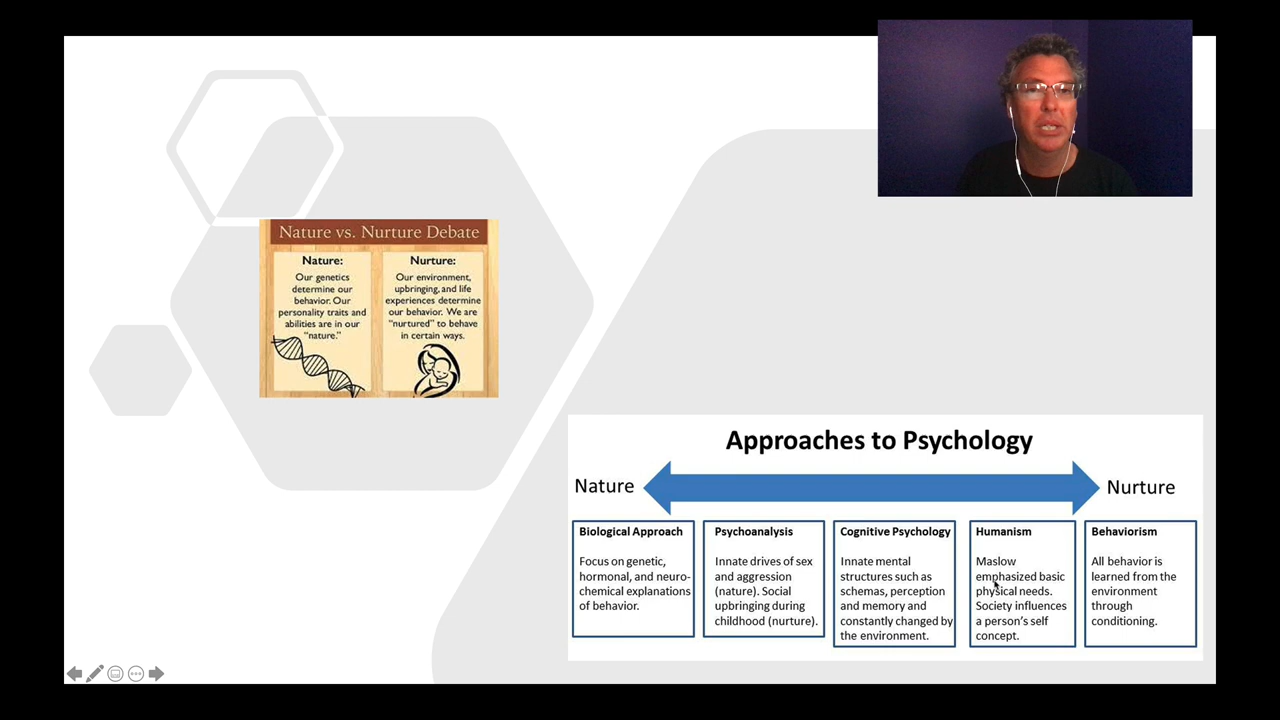 Nature vs. Nurture Debate
Nature:
Our genetics
determine our
behavior. Our
personality traits and
abilities are in our
“nature.”
Nurture:
Our environment,
upbringing, and life
experiences determine
our behavior. We are
“nurtured” to behave
in certain ways.
Approaches to Psychology
Nature
Nurture
Biological Approach
Focus on genetic,
hormonal, and neuro-
chemical explanations
of behavior.
Psychoanalysis
Innate drives of sex
and aggression
(nature). Social
upbringing during
childhood (nurture).
Cognitive Psychology
Innate mental
structures such as
schemas, perception
and memory and
constantly changed by
the environment.
Humanism
Maslow
emphasized basic
physical needs.
Society influences
a person’s self
concept.
Behaviorism
All behavior is
learned from the
environment
through
conditioning.